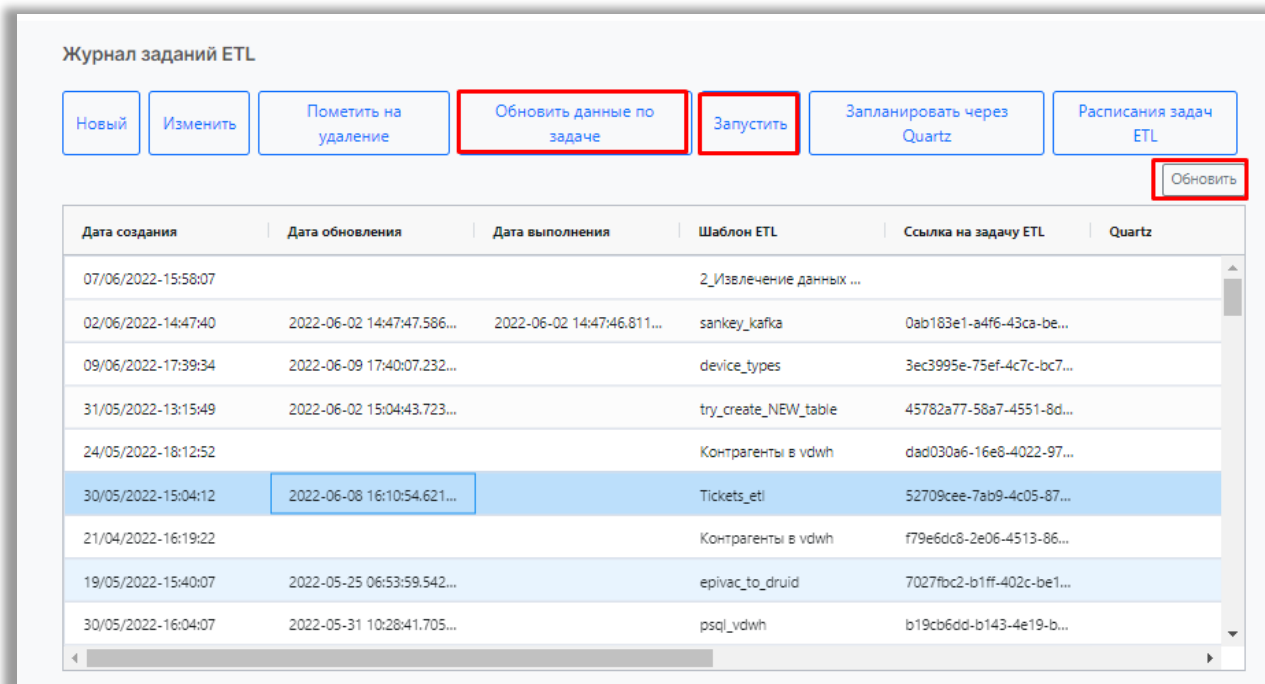 Журнал заданий ETL
Новый
Изменить
Пометить на
удаление
Обновить данные по
задаче
Запустить
Запланировать через
Quartz
Расписания задач
ETL
Обновить
Дата создания Дата обновления Дата выполнения Шаблон ETL Ссылка на задачу ETL Quartz
07/06/2022-15:58:07 2_Извлечение данных ...
02/06/2022-14:47:40 2022-06-02 14:47:47.586... 2022-06-02 14:47:46.811... sankey_kafka 0ab183e1-a4f6-43ca-be...
09/06/2022-17:39:34 2022-06-09 17:40:07.232... device_types 3ec3995e-75ef-4c7c-bc7...
31/05/2022-13:15:49 2022-06-02 15:04:43.723... try_create_NEW_table 45782a77-58a7-4551-8d...
24/05/2022-18:12:52 Контрагенты в vdwh dad030a6-16e8-4022-97...
30/05/2022-15:04:12 2022-06-08 16:10:54.621... Tickets_etl 52709cee-7ab9-4c05-87...
21/04/2022-16:19:22 Контрагенты в vdwh f79e6dc8-2e06-4513-86...
19/05/2022-15:40:07 2022-05-25 06:53:59.542... epivac_to_druid 7027fbc2-b1ff-402c-be1...
30/05/2022-16:04:07 2022-05-31 10:28:41.705... psql_vdwh b19cb6dd-b143-4e19-b...